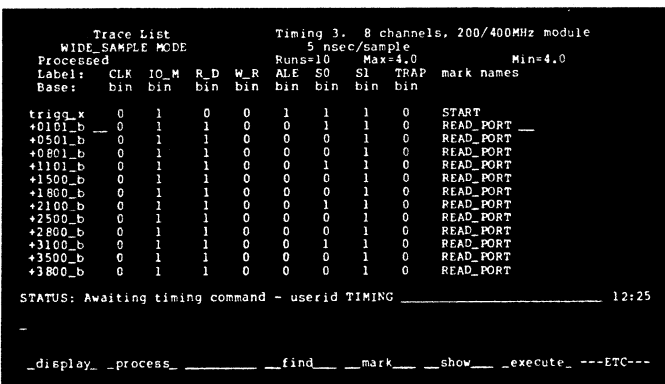 Trace List Timing 3. 8 channels, 200/400MHz module
WIDE_SAMPLE MODE 5 nsec/sample
Processed Runs=10 Max=4.0 Min=4.0
Label: CLK IO_M R_D W_R ALE S0 S1 TRAP mark names
Base: bin bin bin bin bin bin bin bin
trigg_x 0 1 0 0 1 1 1 0 START
+0101_b __ 0 1 1 0 0 1 1 0 READ_PORT __
+0501_b 0 1 1 0 0 0 1 0 READ_PORT
+0801_b 0 1 1 0 0 0 1 0 READ_PORT
+1101_b 0 1 1 0 0 1 1 0 READ_PORT
+1500_b 0 1 1 0 0 0 1 0 READ_PORT
+1800_b 0 1 1 0 0 0 1 0 READ_PORT
+2100_b 0 1 1 0 0 1 1 0 READ_PORT
+2500_b 0 1 1 0 0 0 1 0 READ_PORT
+2800_b 0 1 1 0 0 0 1 0 READ_PORT
+3100_b 0 1 1 0 0 1 1 0 READ_PORT
+3500_b 0 1 1 0 0 0 1 0 READ_PORT
+3800_b 0 1 1 0 0 0 1 0 READ_PORT
STATUS: Awaiting timing command - userid TIMING ______________ 12:25
_display_ _process_ ________ __find___ __mark___ __show___ _execute_ ---ETC---